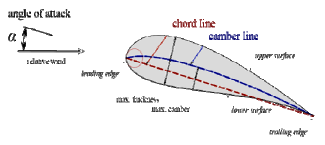 angle of attack
α
relative wind
chord line
camber line
upper surface
leading edge
max. thickness
max. camber
lower surface
trailing edge